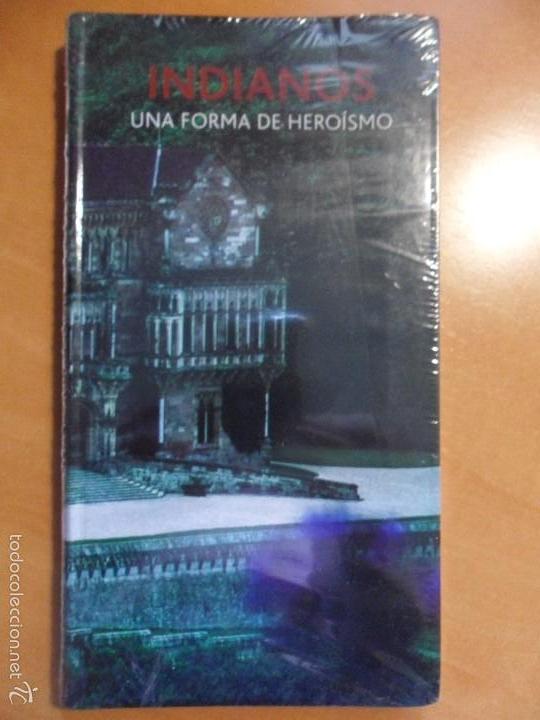 INDIANOS
UNA FORMA DE HEROÍSMO
todocoleccion.net